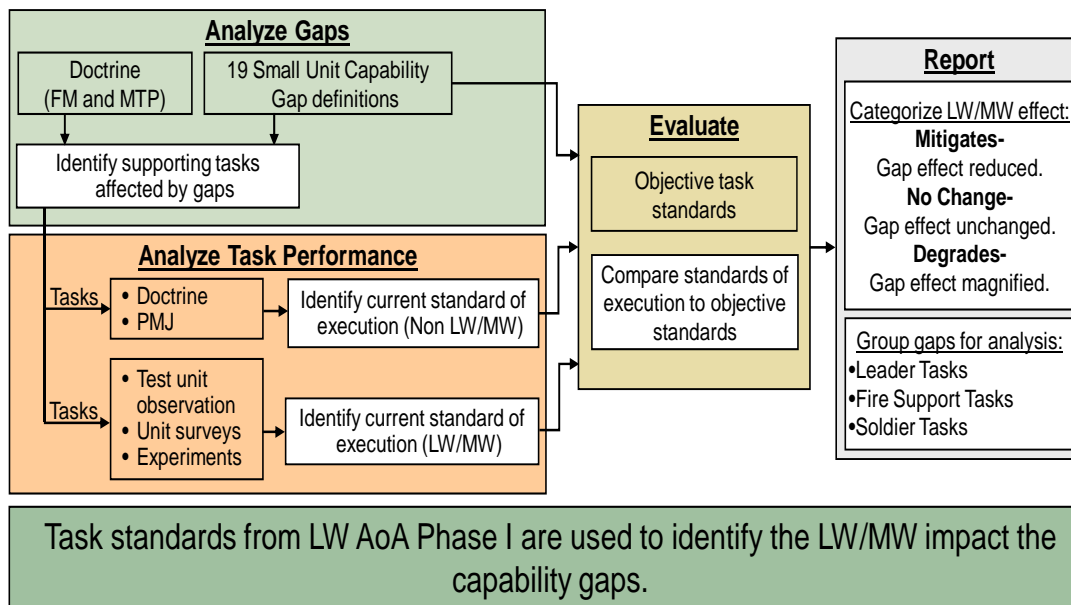 Analyze Gaps
Doctrine
(FM and MTP)
19 Small Unit Capability
Gap definitions
Identify supporting tasks
affected by gaps
Analyze Task Performance
Tasks
• Doctrine
• PMJ
Identify current standard of
execution (Non LW/MW)
Tasks
• Test unit
observation
• Unit surveys
• Experiments
Identify current standard of
execution (LW/MW)
Evaluate
Objective task
standards
Compare standards of
execution to objective
standards
Report
Categorize LW/MW effect:
Mitigates-
Gap effect reduced.
No Change-
Gap effect unchanged.
Degrades-
Gap effect magnified.
Group gaps for analysis:
•Leader Tasks
•Fire Support Tasks
•Soldier Tasks
Task standards from LW AoA Phase I are used to identify the LW/MW impact the
capability gaps.